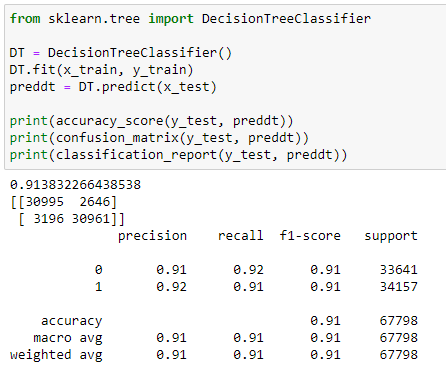 from sklearn.tree import DecisionTreeClassifier
DT = DecisionTreeClassifier()
DT.fit(x_train, y_train)
preddt = DT.predict(x_test)
print(accuracy_score(y_test, preddt))
print(confusion_matrix(y_test, preddt))
print(classification_report(y_test, preddt))
0.913832266438538
[[30995  2646]
 [ 3196 30961]]
              precision    recall  f1-score   support
           0       0.91      0.92      0.91     33641
           1       0.92      0.91      0.91     34157
    accuracy                           0.91     67798
   macro avg       0.91      0.91      0.91     67798
weighted avg       0.91      0.91      0.91     67798